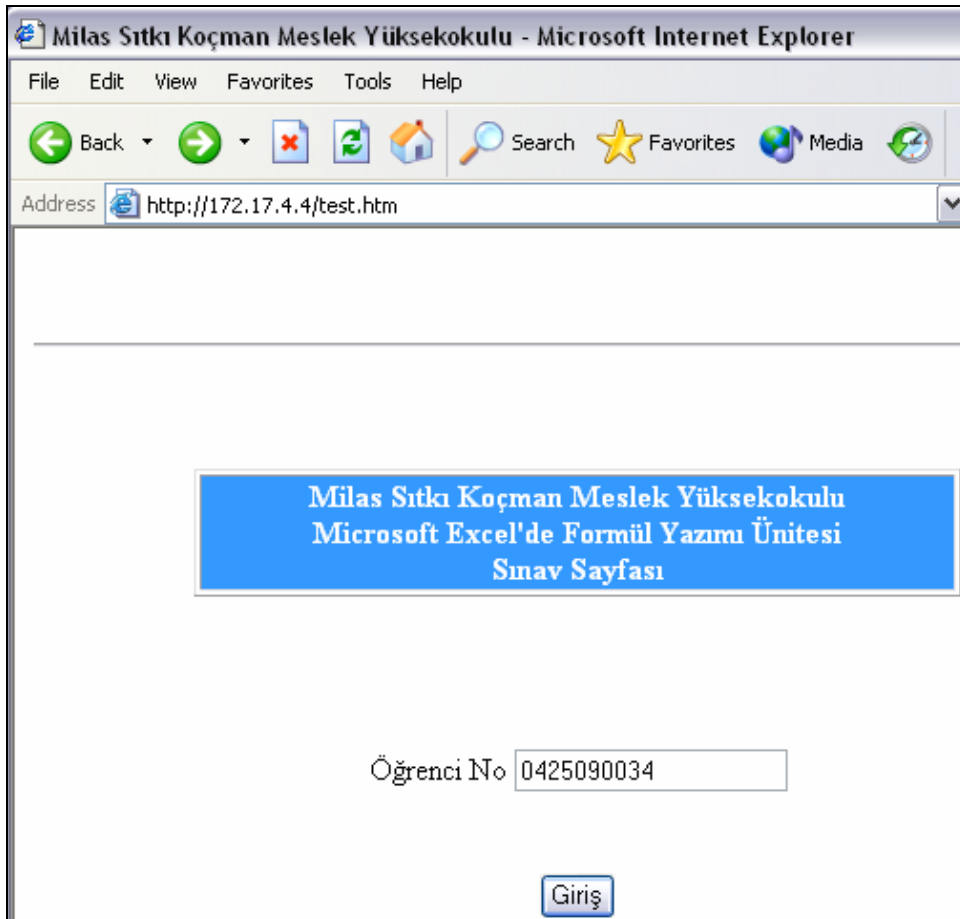 Milas Sıtkı Koçman Meslek Yüksekokulu - Microsoft Internet Explorer
File Edit View Favorites Tools Help
Back Search Favorites Media
Address http://172.17.4.4/test.htm
Milas Sıtkı Koçman Meslek Yüksekokulu
Microsoft Excel'de Formül Yazımı Ünitesi
Sınav Sayfası
Öğrenci No 0425090034
Giriş